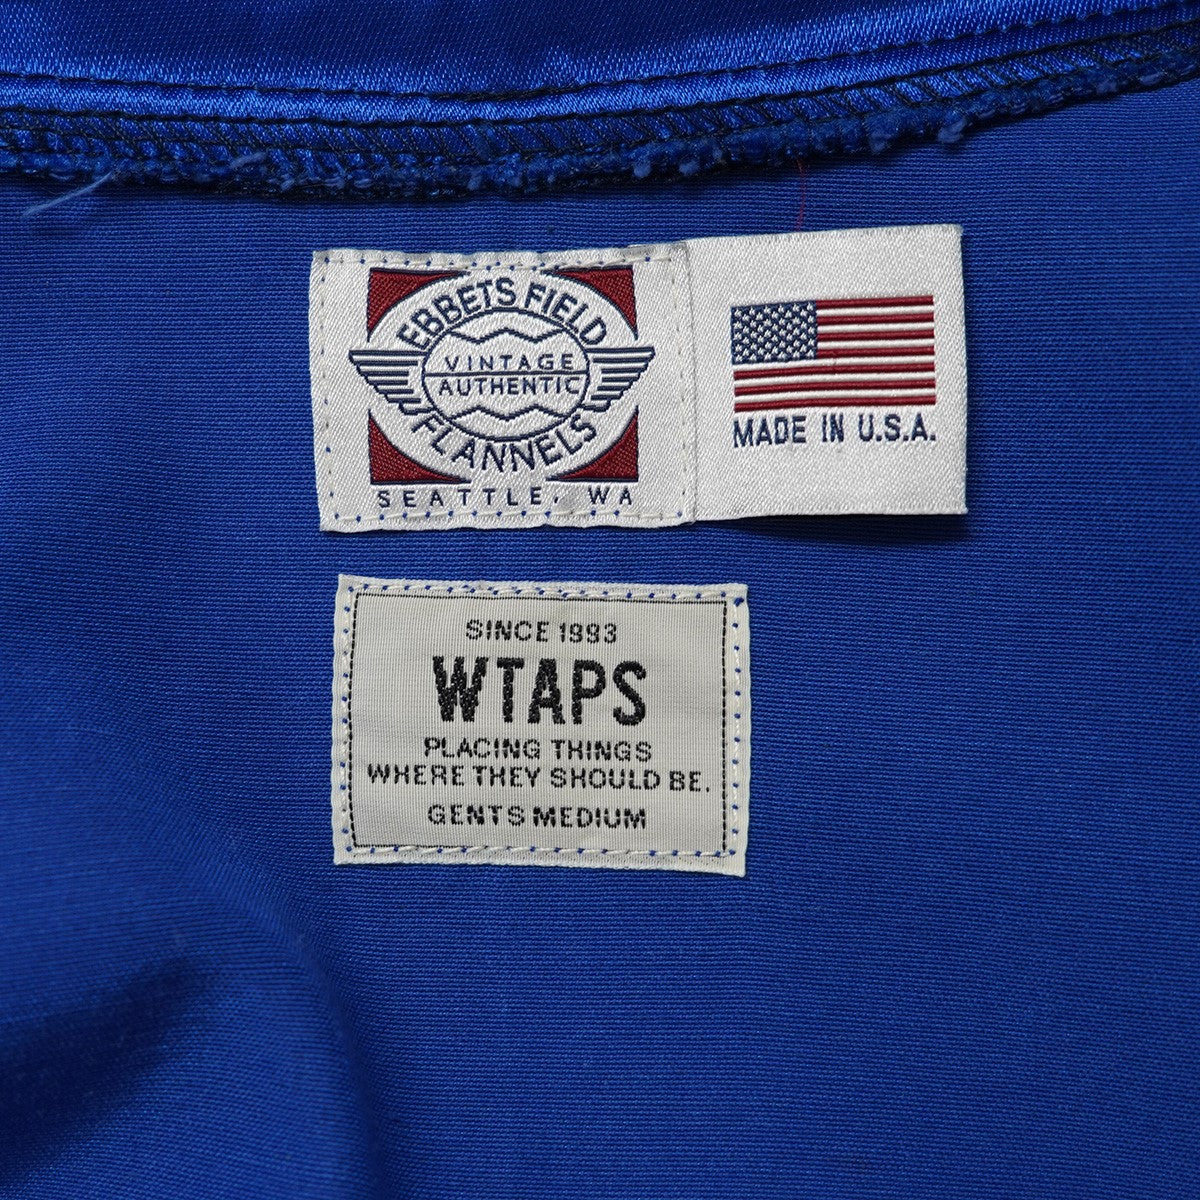 EBBETS FIELD
VINTAGE
AUTHENTIC
FLANNELS
SEATTLE, WA
MADE IN U.S.A.
SINCE 1993
WTAPS
PLACING THINGS
WHERE THEY SHOULD BE.
GENTS MEDIUM